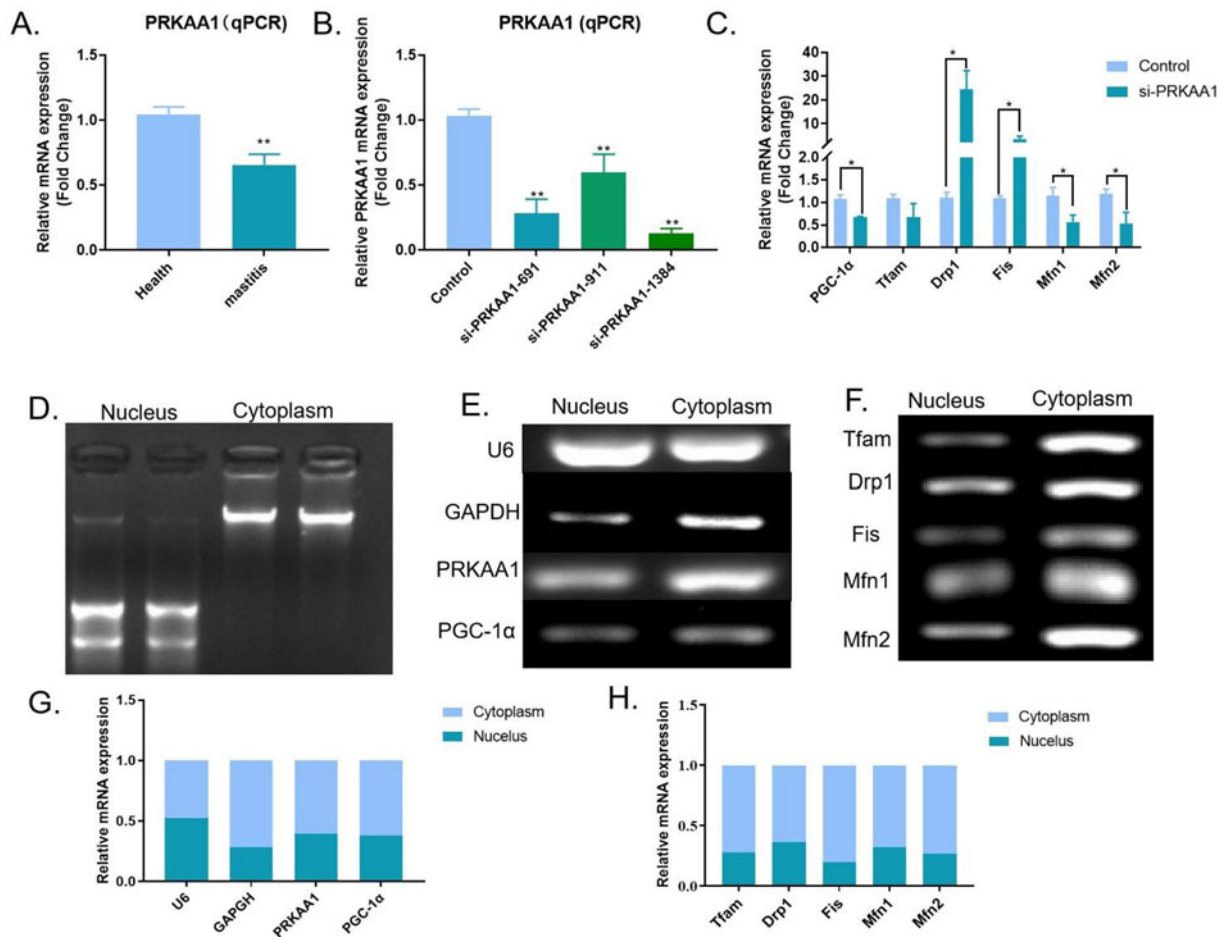 A.
PRKAA1（qPCR)
Relative mRNA expression
(Fold Change)
1.5
1.0
0.5
0.0
**
Health
mastitis
B.
PRKAA1 (qPCR)
Relative PRKAA1 mRNA expression
(Fold Change)
1.5
1.0
0.5
0.0
**
**
**
Control
si-PRKAA1-691
si-PRKAA1-911
si-PRKAA1-1384
C.
Relative mRNA expression
(Fold Change)
40
30
20
10
2.0
1.5
1.0
0.5
0.0
*
*
*
*
*
Control
si-PRKAA1
PGC-1α
Tfam
Drp1
Fis
Mfn1
Mfn2
D.
Nucleus
Cytoplasm
E.
Nucleus
Cytoplasm
U6
GAPDH
PRKAA1
PGC-1α
F.
Nucleus
Cytoplasm
Tfam
Drp1
Fis
Mfn1
Mfn2
G.
Relative mRNA expression
1.5
1.0
0.5
0.0
Cytoplasm
Nucelus
U6
GAPGH
PRKAA1
PGC-1α
H.
Relative mRNA expression
1.5
1.0
0.5
0.0
Cytoplasm
Nucelus
Tfam
Drp1
Fis
Mfn1
Mfn2